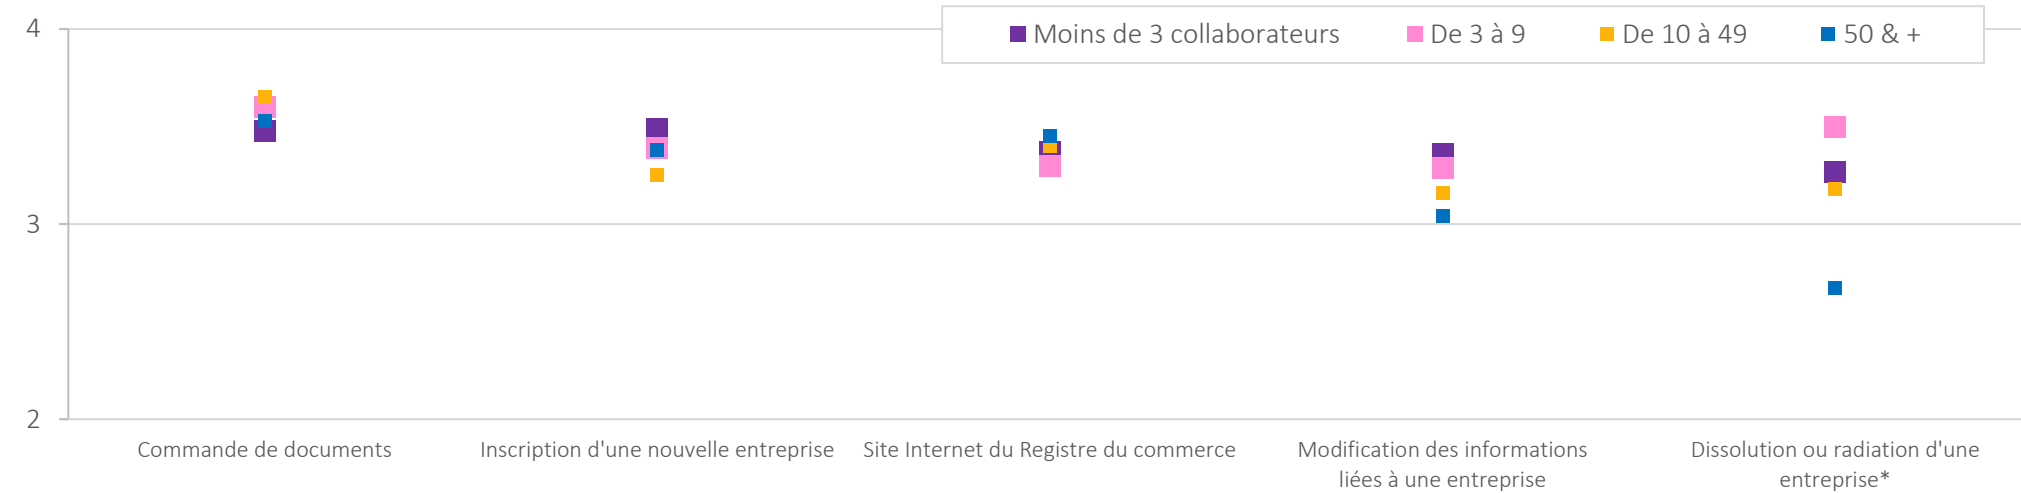 Moins de 3 collaborateurs De 3 à 9 De 10 à 49 50 & +
4
3
2
Commande de documents
Inscription d'une nouvelle entreprise
Site Internet du Registre du commerce
Modification des informations
liées à une entreprise
Dissolution ou radiation d'une
entreprise*